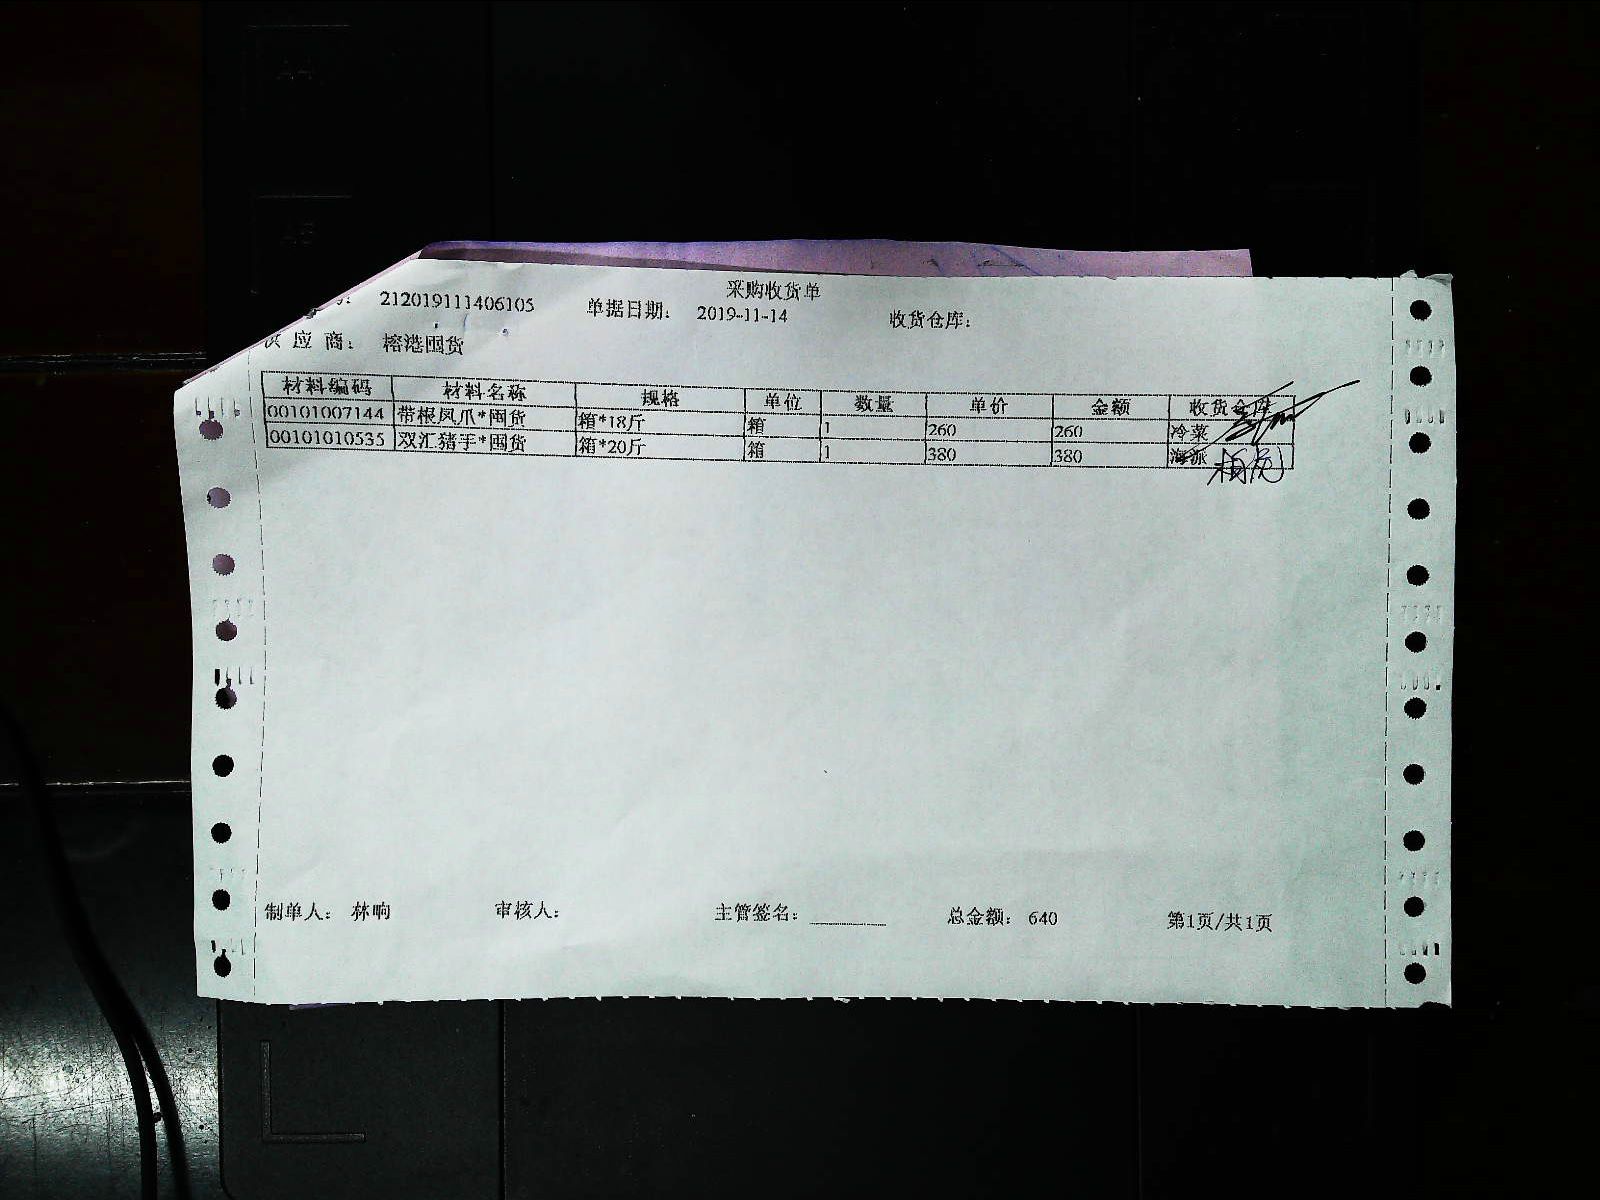 采购收货单
212019111406105 单据日期： 2019-11-14 收货仓库：
供 应 商： 榕港囤货
材料编码 材料名称 规格 单位 数量 单价 金额 收货仓库
00101007144 带根凤爪*囤货 箱*18斤 箱 1 260 260 冷菜
00101010535 双汇猪手*囤货 箱*20斤 箱 1 380 380 海派
制单人： 林响 审核人： 主管签名： 总金额： 640 第1页/共1页